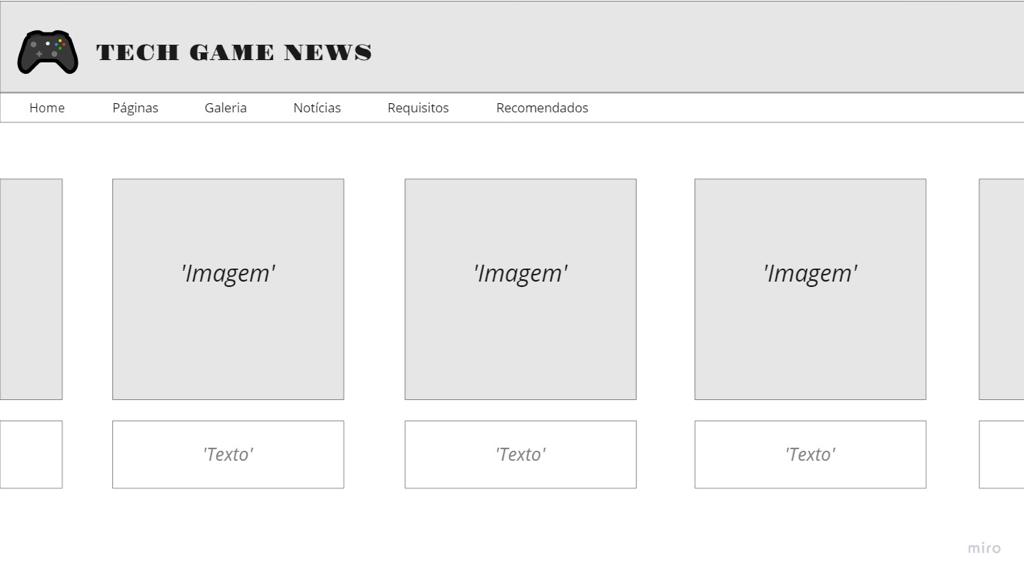 TECH GAME NEWS
Home Páginas Galeria Notícias Requisitos Recomendados
'Imagem' 'Imagem' 'Imagem'
'Texto' 'Texto' 'Texto'
miro